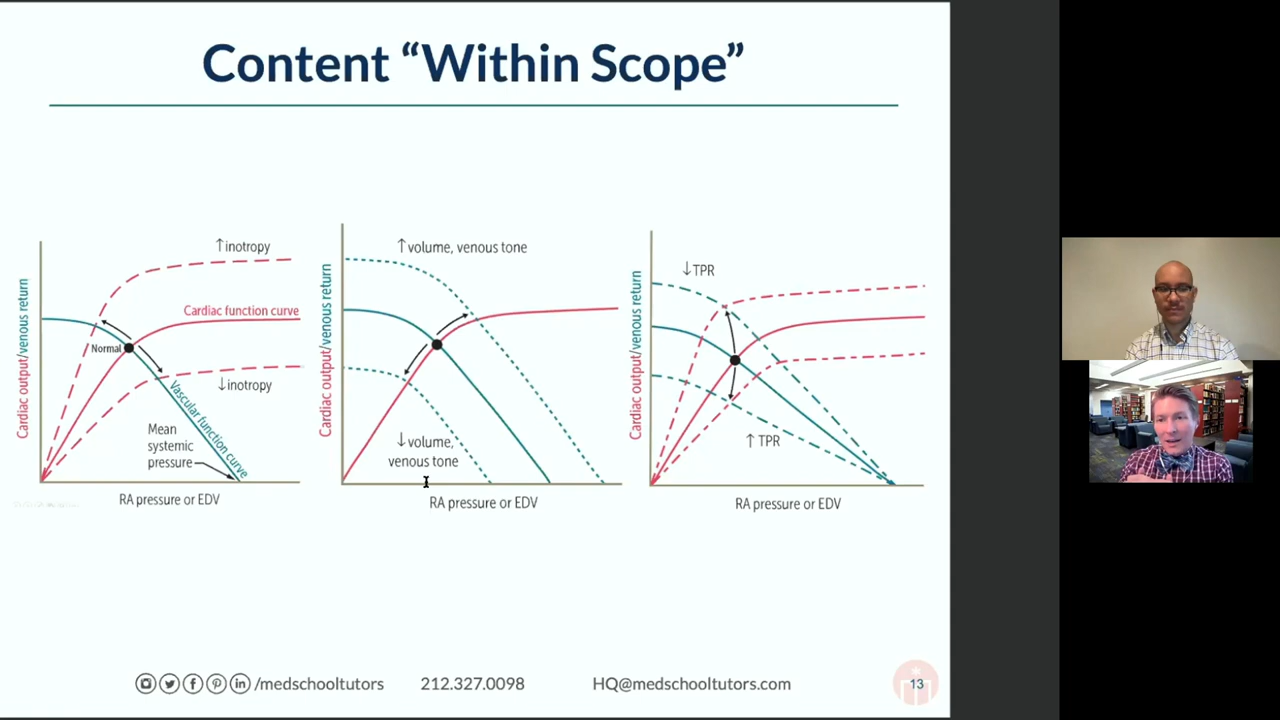 Content “Within Scope”
↑inotropy
Cardiac function curve
Normal
↓inotropy
Vascular function curve
Mean
systemic
pressure
Cardiac output/venous return
RA pressure or EDV
↑volume, venous tone
↓volume,
venous tone
Cardiac output/venous return
RA pressure or EDV
↓TPR
↑ TPR
Cardiac output/venous return
RA pressure or EDV
/medschooltutors 212.327.0098 HQ@medschooltutors.com 13